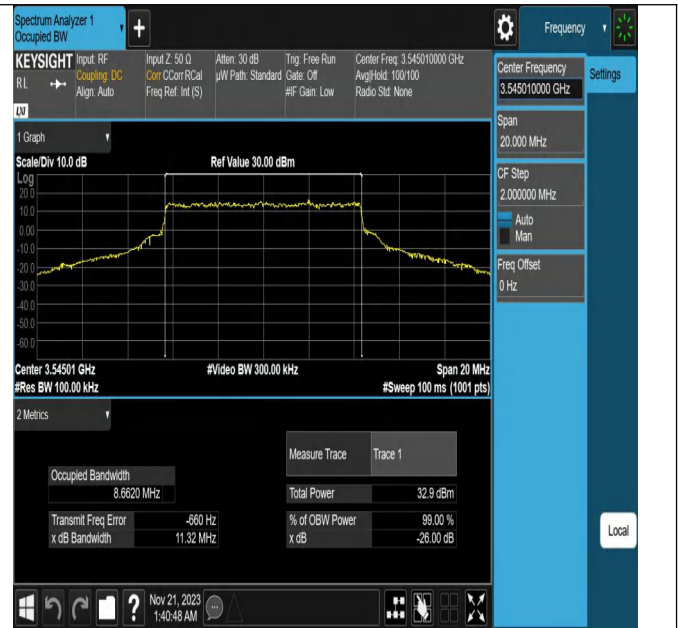 Spectrum Analyzer 1
Occupied BW
Frequency
KEYSIGHT
RL
LXI
Input: RF
Coupling: DC
Align: Auto
Input Z: 50 Ω
Corr CCorr RCal
Freq Ref: Int (S)
Atten: 30 dB
µW Path: Standard
Trig: Free Run
Gate: Off
#IF Gain: Low
Center Freq: 3.545010000 GHz
Avg|Hold: 100/100
Radio Std: None
Center Frequency
3.545010000 GHz
Settings
Span
20.000 MHz
CF Step
2.000000 MHz
Auto
Man
Freq Offset
0 Hz
1 Graph
Scale/Div 10.0 dB
Ref Value 30.00 dBm
Log
20.0
10.0
0.00
-10.0
-20.0
-30.0
-40.0
-50.0
-60.0
Center 3.54501 GHz
#Video BW 300.00 kHz
Span 20 MHz
#Res BW 100.00 kHz
#Sweep 100 ms (1001 pts)
2 Metrics
Measure Trace
Trace 1
Occupied Bandwidth
8.6620 MHz
Total Power
32.9 dBm
Transmit Freq Error
-660 Hz
% of OBW Power
99.00 %
x dB Bandwidth
11.32 MHz
x dB
-26.00 dB
Local
?
Nov 21, 2023
1:40:48 AM